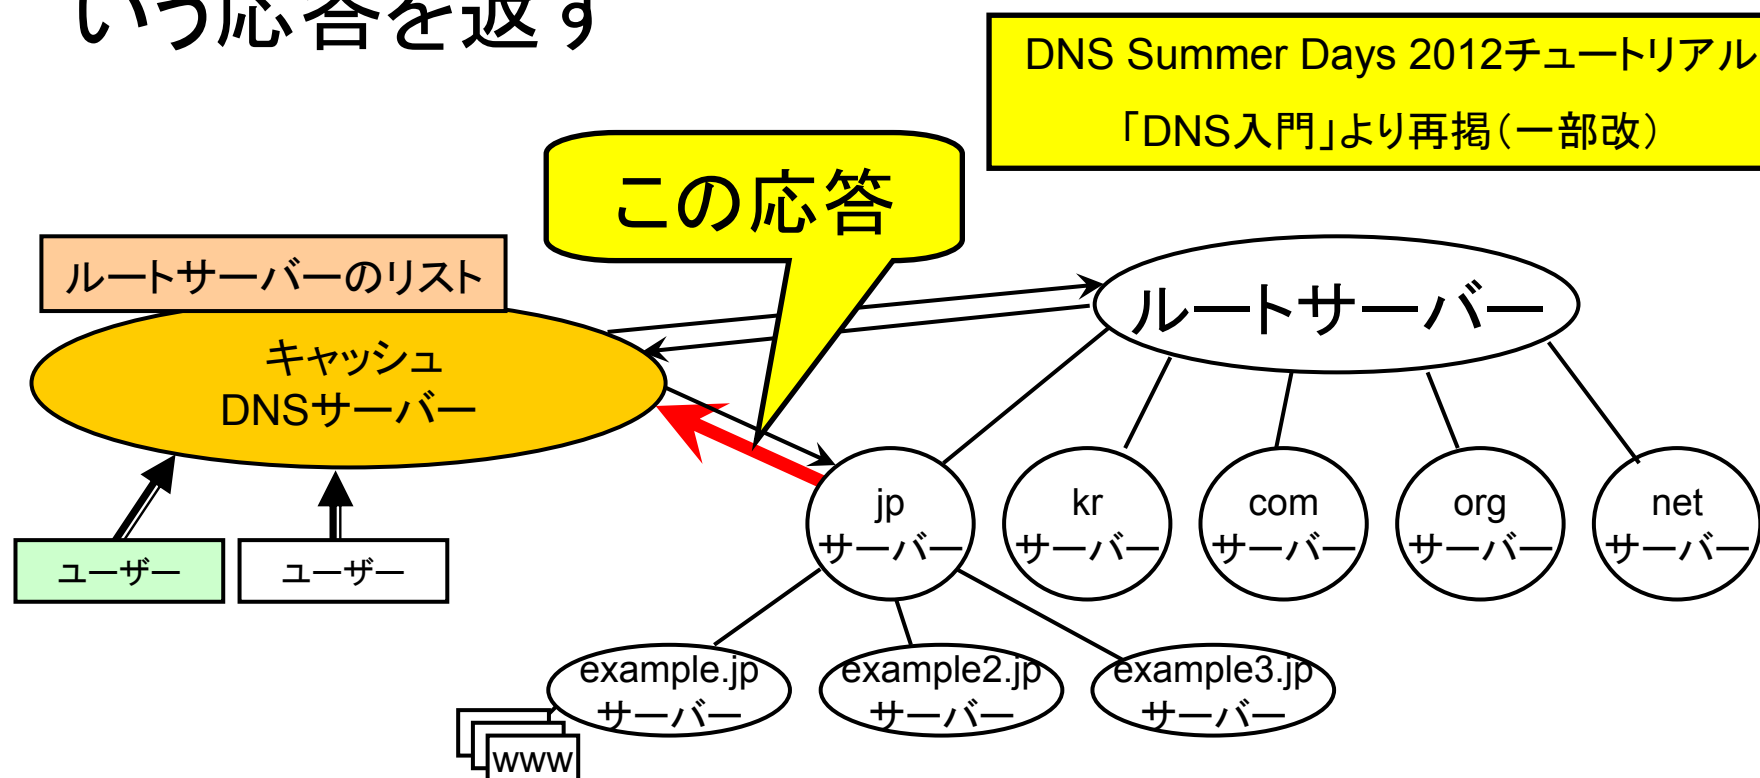 いう応答を返す
DNS Summer Days 2012チュートリアル
「DNS入門」より再掲(一部改)
この応答
ルートサーバーのリスト
ルートサーバー
キャッシュ
DNSサーバー
jp
サーバー
kr
サーバー
com
サーバー
org
サーバー
net
サーバー
ユーザー
ユーザー
example.jp
サーバー
example2.jp
サーバー
example3.jp
サーバー
www